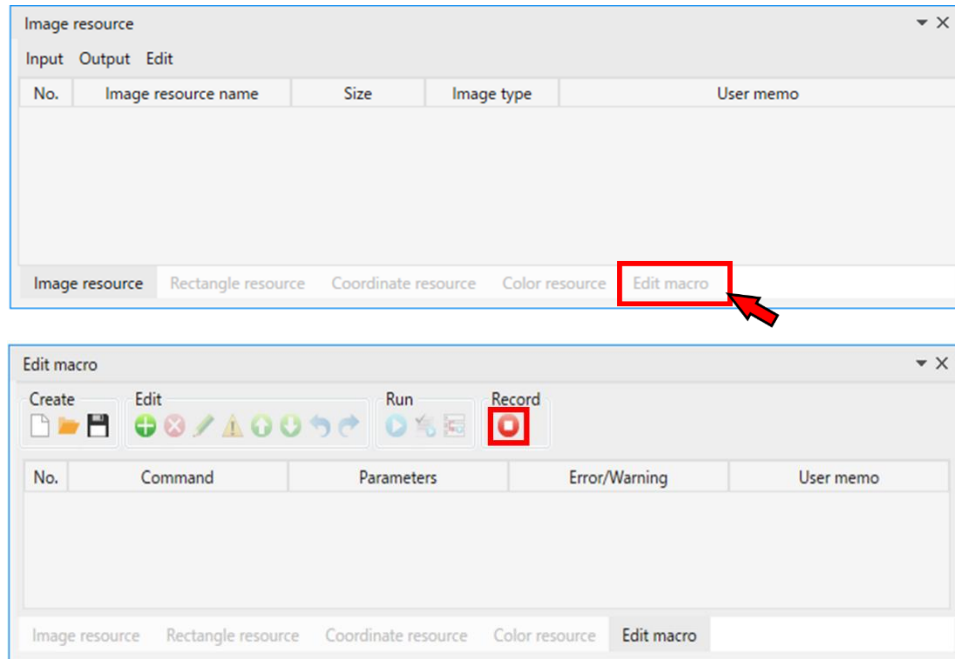 Image resource
Input Output Edit
No. Image resource name Size Image type User memo
Image resource Rectangle resource Coordinate resource Color resource Edit macro
Edit macro
Create Edit Run Record
No. Command Parameters Error/Warning User memo
Image resource Rectangle resource Coordinate resource Color resource Edit macro